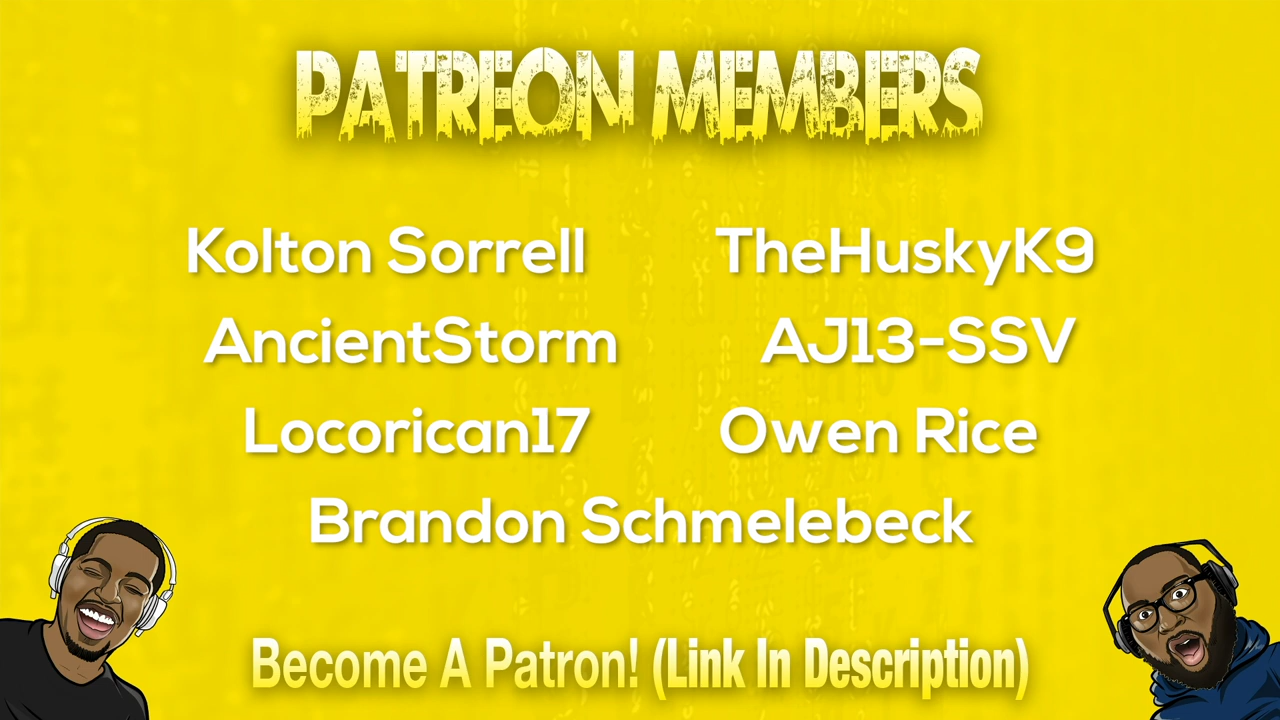 PATREON MEMBERS
Kolton Sorrell TheHuskyK9
AncientStorm AJ13-SSV
Locorican17 Owen Rice
Brandon Schmelebeck
Become A Patron! (Link In Description)